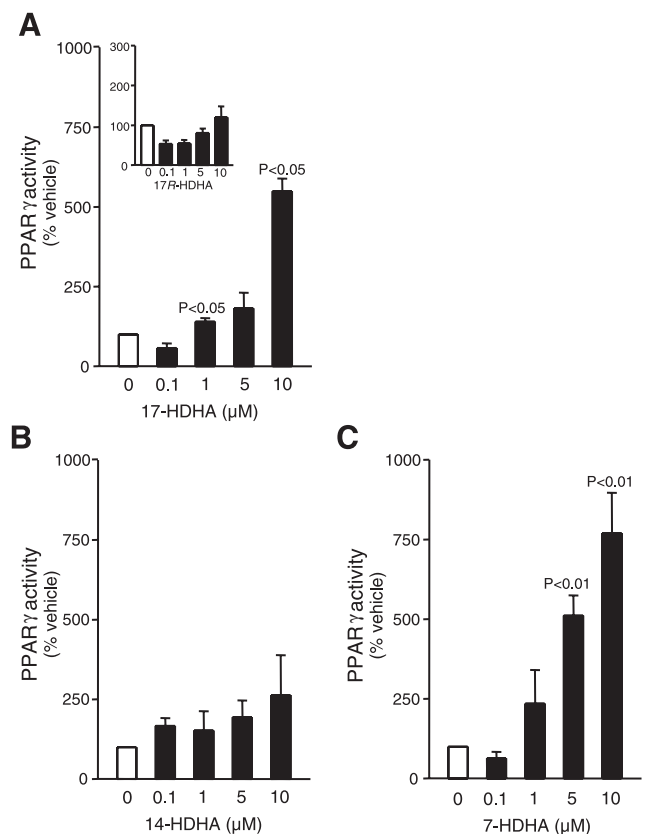 A
1000
750
500
250
0
PPARγ activity
(% vehicle)
300
200
100
0
0 0.1 1 5 10
17R-HDHA
P<0.05
P<0.05
0 0.1 1 5 10
17-HDHA (µM)
B
1000
750
500
250
0
PPARγ activity
(% vehicle)
0 0.1 1 5 10
14-HDHA (µM)
C
1000
750
500
250
0
PPARγ activity
(% vehicle)
P<0.01
P<0.01
0 0.1 1 5 10
7-HDHA (µM)